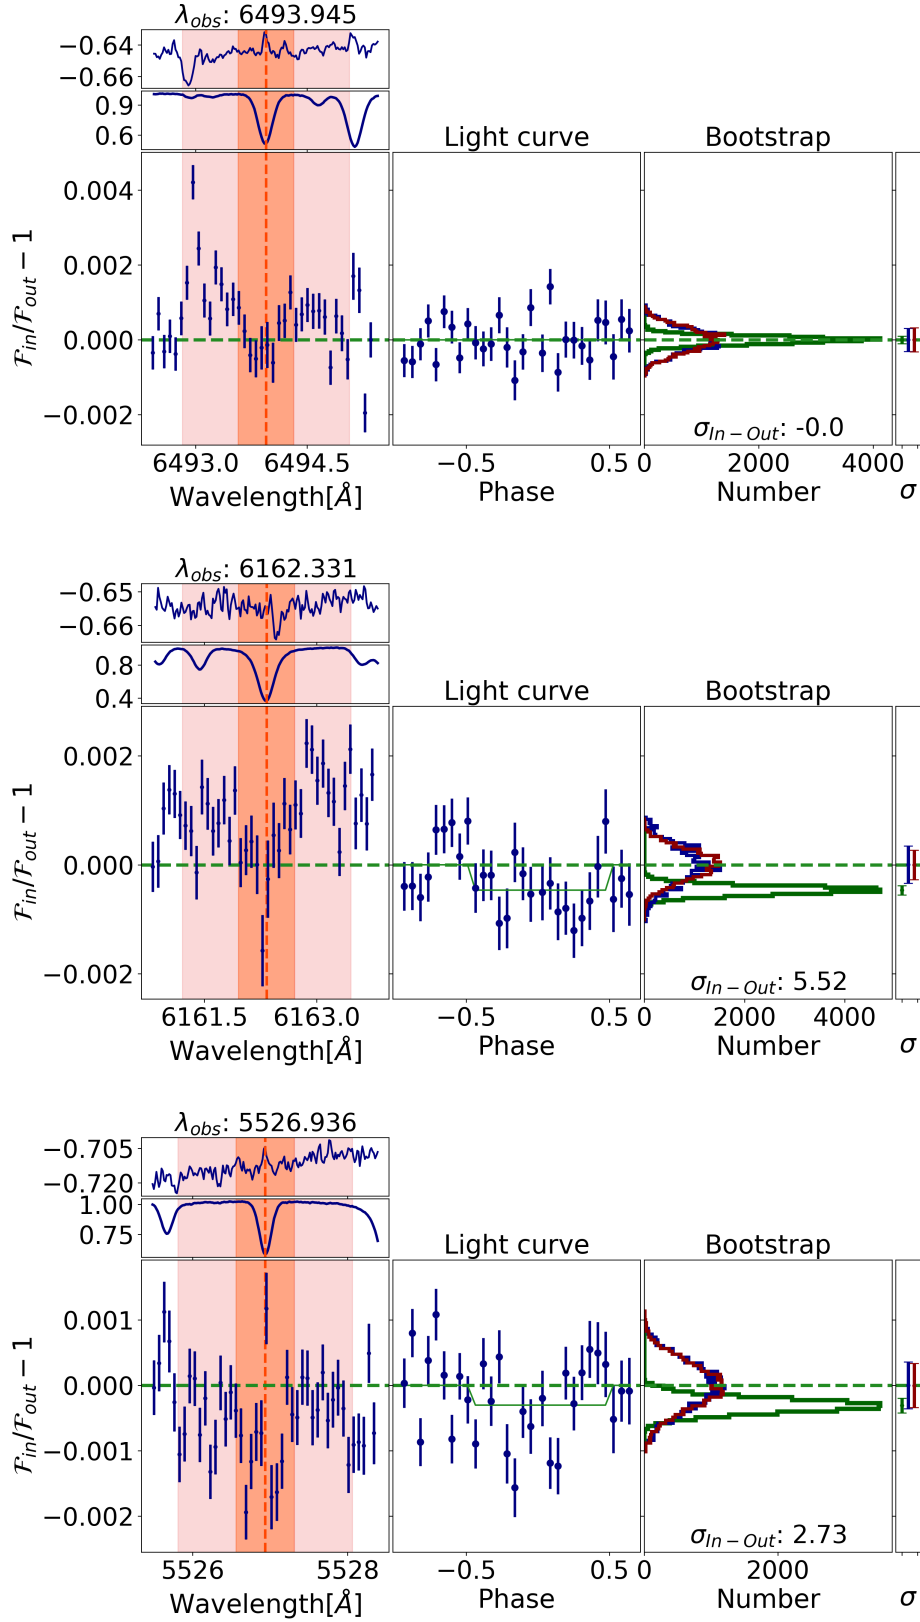 λobs: 6493.945
−0.64
−0.66
0.9
0.6
Light curve
Bootstrap
0.004
0.002
0.000
−0.002
ℱin/ℱout − 1
σIn−Out: -0.0
6493.0 6494.5
−0.5 0.5
0 2000 4000
Wavelength[Å]
Phase
Number
σ
λobs: 6162.331
−0.65
−0.66
0.8
0.4
Light curve
Bootstrap
0.002
0.000
−0.002
ℱin/ℱout − 1
σIn−Out: 5.52
6161.5 6163.0
−0.5 0.5
0 2000 4000
Wavelength[Å]
Phase
Number
σ
λobs: 5526.936
−0.705
−0.720
1.00
0.75
Light curve
Bootstrap
0.001
0.000
−0.001
−0.002
ℱin/ℱout − 1
σIn−Out: 2.73
5526 5528
−0.5 0.5
0 2000
Wavelength[Å]
Phase
Number
σ